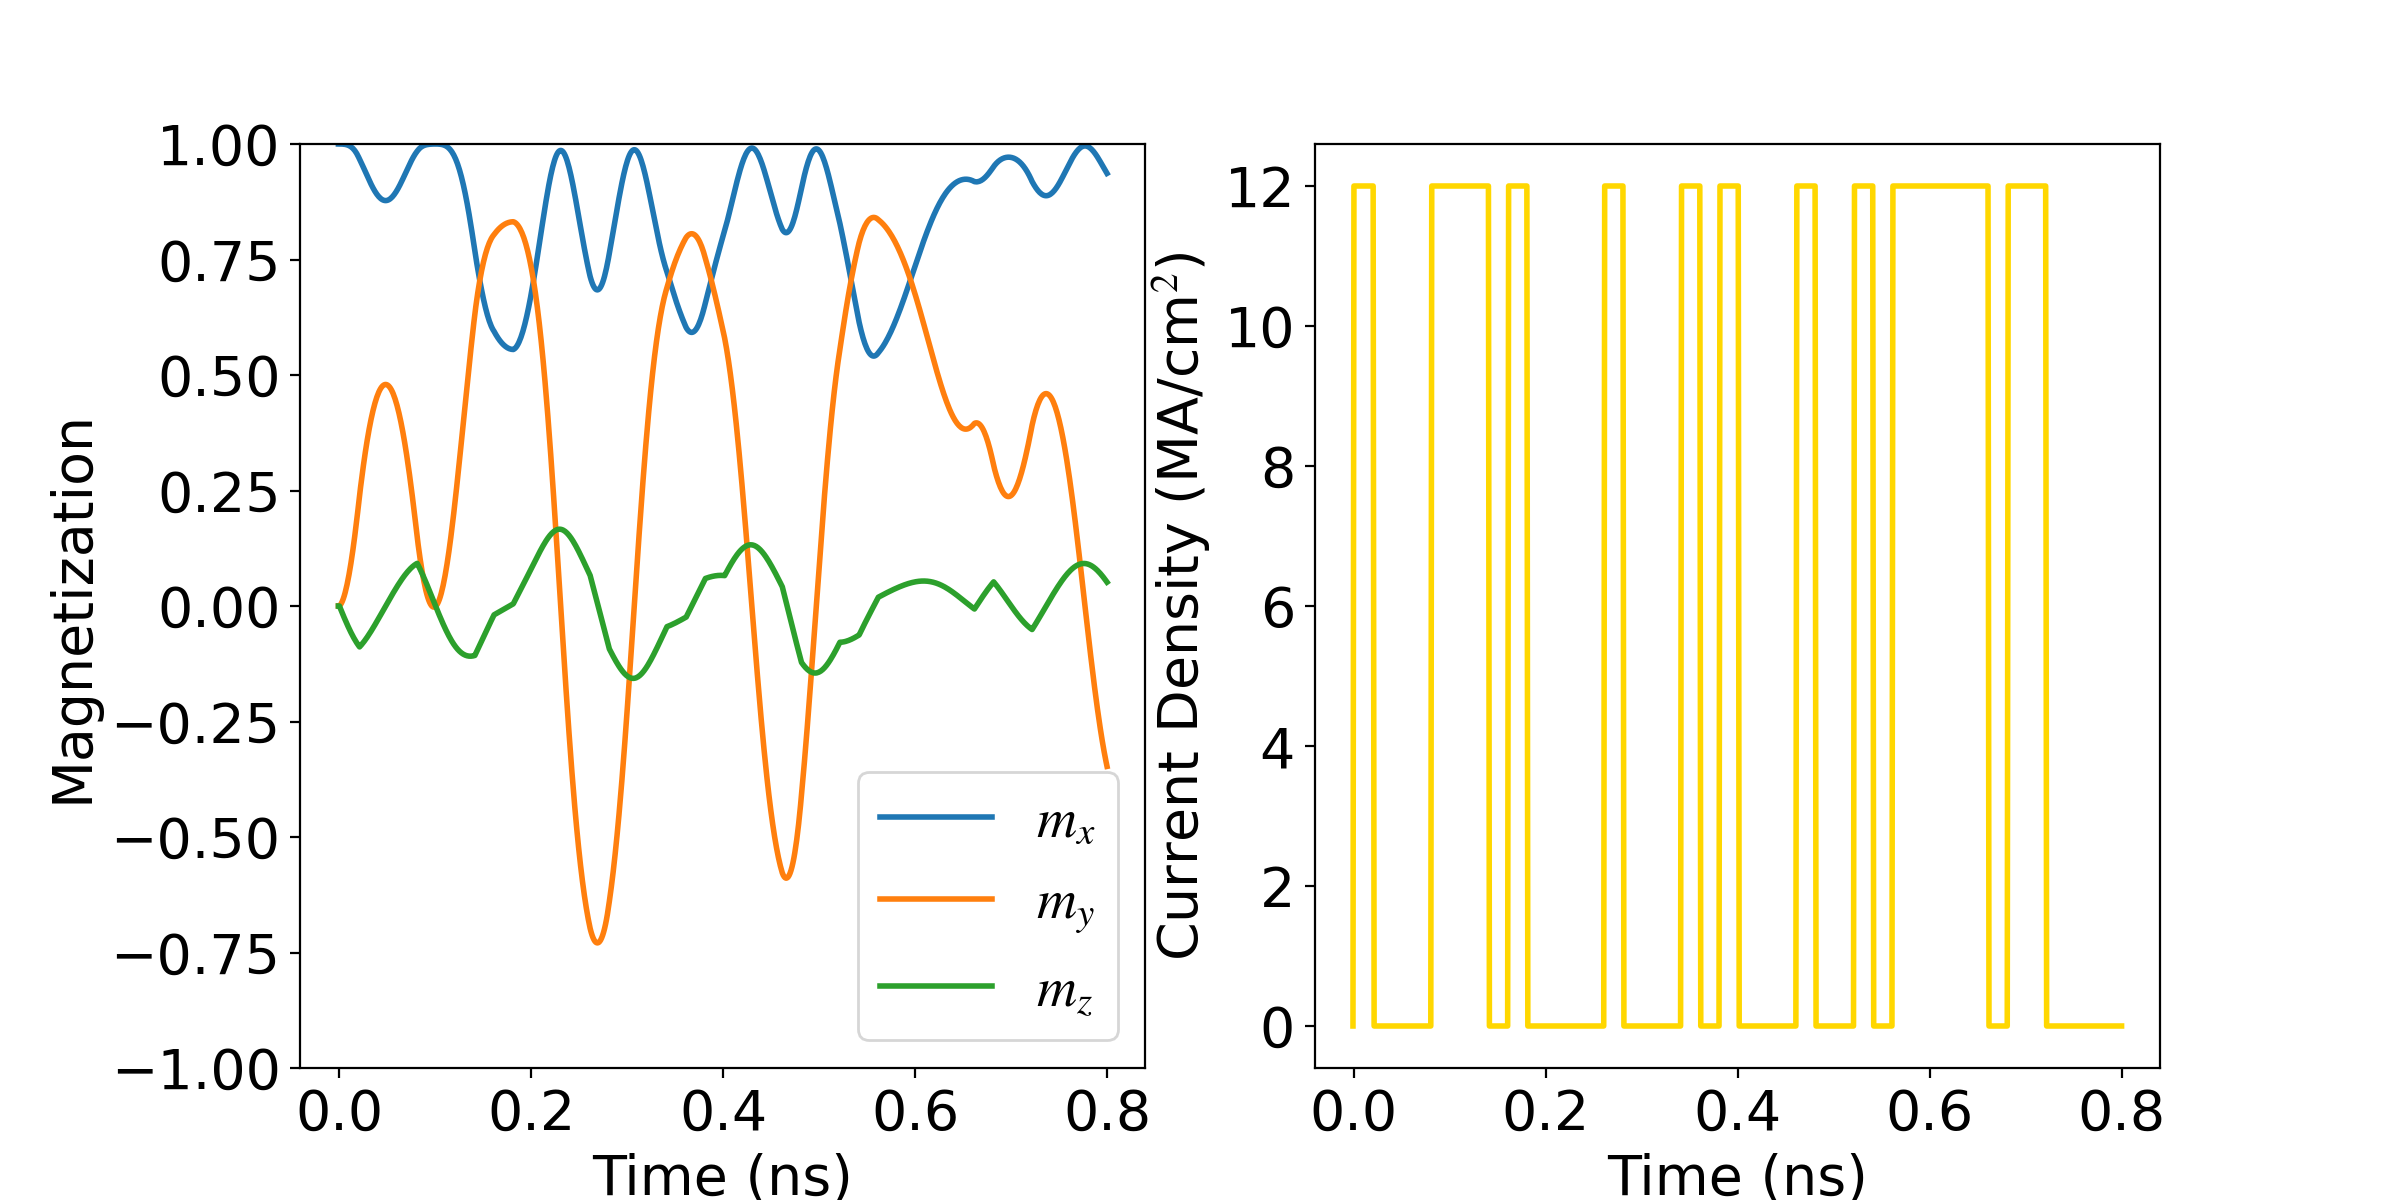 Magnetization
1.00
0.75
0.50
0.25
0.00
−0.25
−0.50
−0.75
−1.00
0.0 0.2 0.4 0.6 0.8
Time (ns)
m_x
m_y
m_z
Current Density (MA/cm²)
12
10
8
6
4
2
0
0.0 0.2 0.4 0.6 0.8
Time (ns)